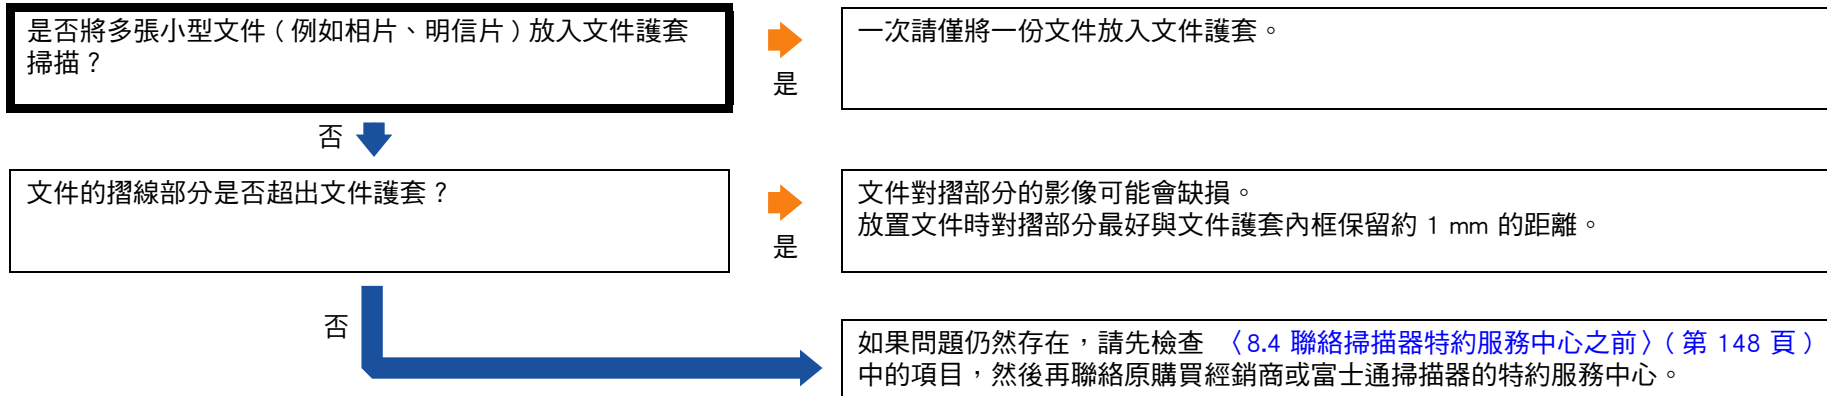 是否將多張小型文件 ( 例如相片、明信片 ) 放入文件護套
掃描？
是
一次請僅將一份文件放入文件護套。
否
文件的摺線部分是否超出文件護套？
是
文件對摺部分的影像可能會缺損。
放置文件時對摺部分最好與文件護套內框保留約 1 mm 的距離。
否
如果問題仍然存在，請先檢查 〈8.4 聯絡掃描器特約服務中心之前〉( 第 148 頁 )
中的項目，然後再聯絡原購買經銷商或富士通掃描器的特約服務中心。